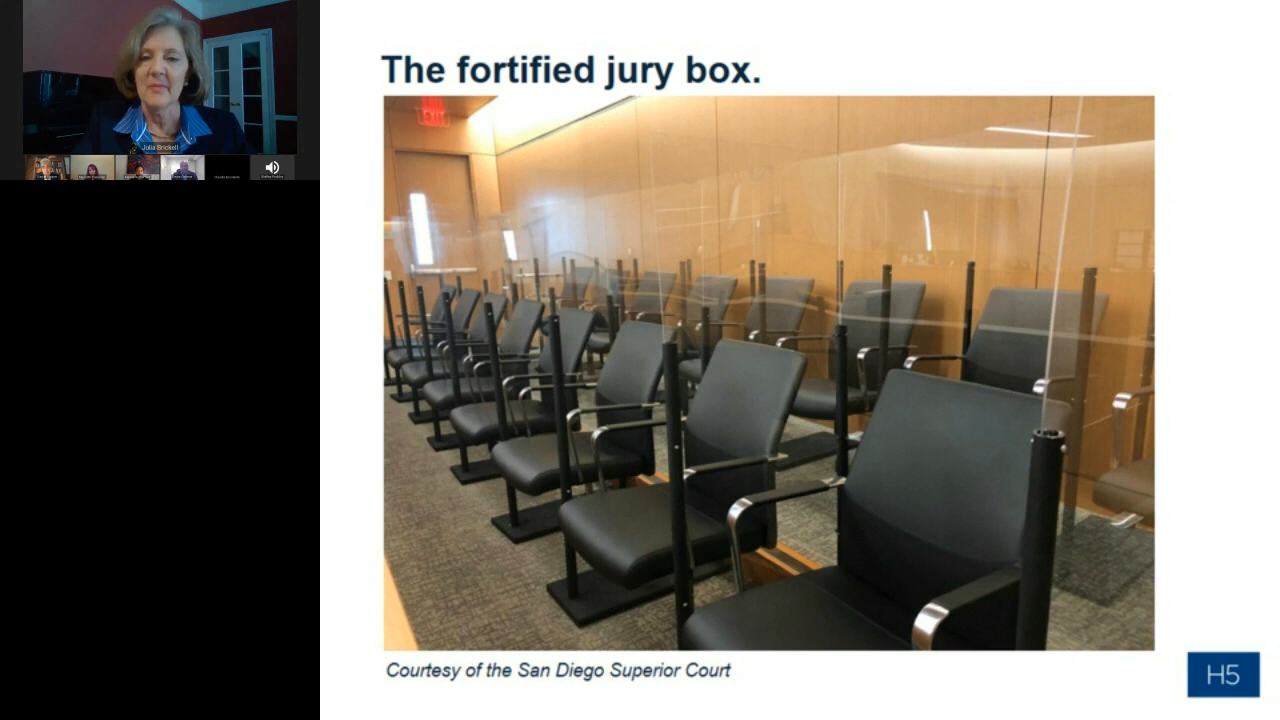 The fortified jury box.
EXIT
Julia Brickell
Courtesy of the San Diego Superior Court
H5